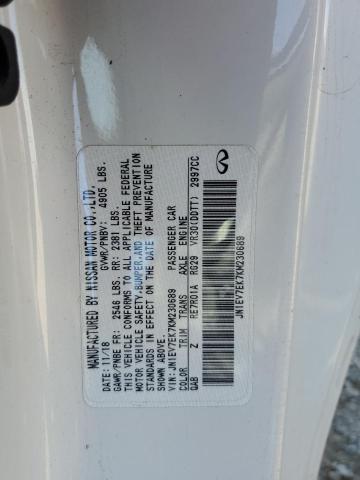 MANUFACTURED BY NISSAN MOTOR CO.,LTD.
DATE: 11/18 GVWR/PNBV: 4905 LBS.
GAWR/PNBE FR: 2546 LBS. RR: 2381 LBS.
THIS VEHICLE CONFORMS TO ALL APPLICABLE FEDERAL
MOTOR VEHICLE SAFETY, BUMPER, AND THEFT PREVENTION
STANDARDS IN EFFECT ON THE DATE OF MANUFACTURE
SHOWN ABOVE.
VIN: JN1EV7EK7KM230689 PASSENGER CAR
COLOR TRIM TRANS AXLE ENGINE
QAB Z RE7R01A RG29 VR30(DDTT) 2997CC
JN1EV7EK7KM230689